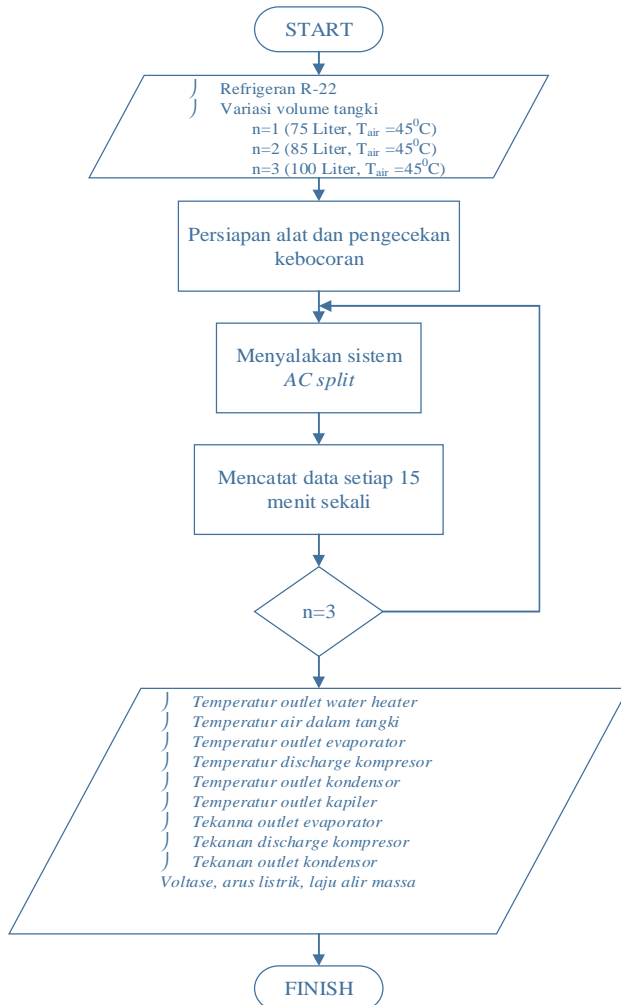 START
) Refrigeran R-22
) Variasi volume tangki
n=1 (75 Liter, Tair =45⁰C)
n=2 (85 Liter, Tair =45⁰C)
n=3 (100 Liter, Tair =45⁰C)
Persiapan alat dan pengecekan
kebocoran
Menyalakan sistem
AC split
Mencatat data setiap 15
menit sekali
n=3
) Temperatur outlet water heater
) Temperatur air dalam tangki
) Temperatur outlet evaporator
) Temperatur discharge kompresor
) Temperatur outlet kondensor
) Temperatur outlet kapiler
) Tekanna outlet evaporator
) Tekanan discharge kompresor
) Tekanan outlet kondensor
Voltase, arus listrik, laju alir massa
FINISH